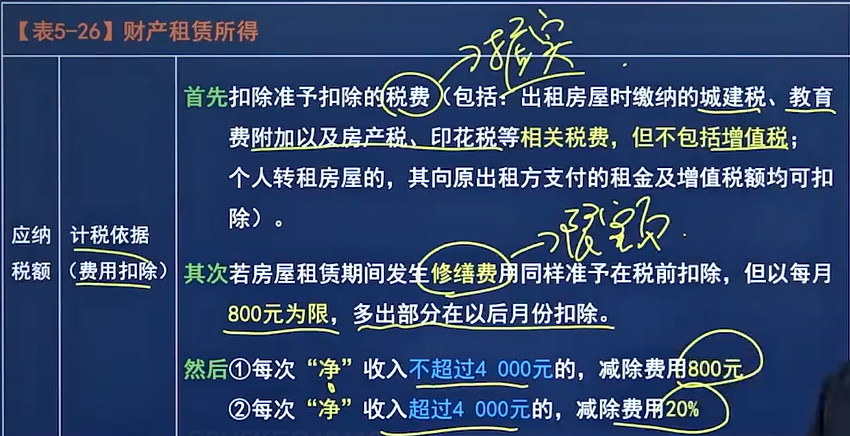 【表5-26】财产租赁所得
据实
首先扣除准予扣除的税费（包括：出租房屋时缴纳的城建税、教育
费附加以及房产税、印花税等相关税费，但不包括增值税；
个人转租房屋的，其向原出租方支付的租金及增值税额均可扣
除）。
限定额
应纳
税额
计税依据
（费用扣除）
其次若房屋租赁期间发生修缮费用同样准予在税前扣除，但以每月
800元为限，多出部分在以后月份扣除。
然后①每次“净”收入不超过4 000元的，减除费用800元
②每次“净”收入超过4 000元的，减除费用20%